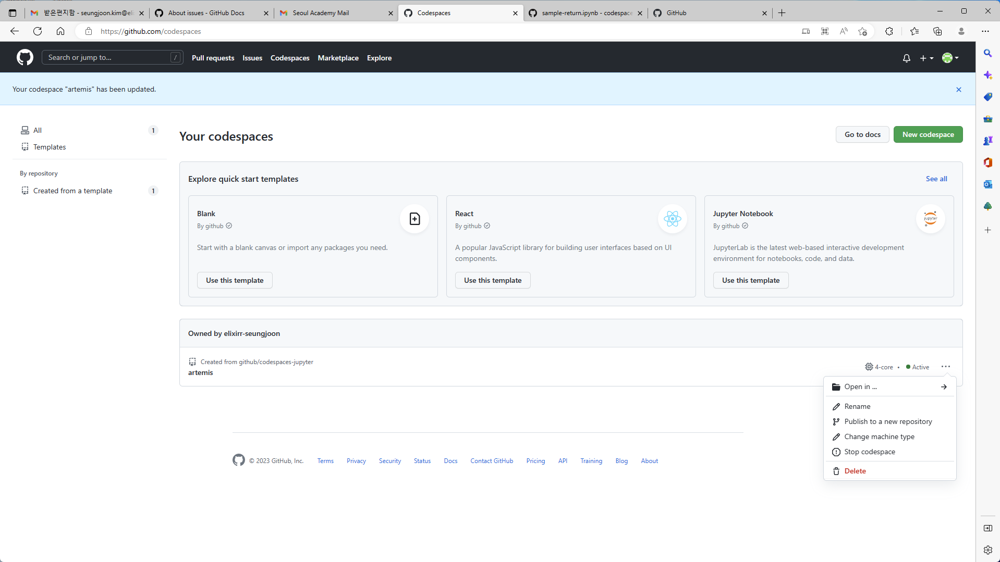 받은편지함 - seungjoon.kim@eli
About issues - GitHub Docs
Seoul Academy Mail
Codespaces
sample-return.ipynb - codespace
GitHub
https://github.com/codespaces
Search or jump to...
/
Pull requests
Issues
Codespaces
Marketplace
Explore
Your codespace "artemis" has been updated.
All
1
Templates
By repository
Created from a template
1
Your codespaces
Go to docs
New codespace
Explore quick start templates
See all
Blank
By github
Start with a blank canvas or import any packages you need.
Use this template
React
By github
A popular JavaScript library for building user interfaces based on UI
components.
Use this template
Jupyter Notebook
By github
jupyter
JupyterLab is the latest web-based interactive development
environment for notebooks, code, and data.
Use this template
Owned by elixirr-seungjoon
Created from github/codespaces-jupyter
artemis
4-core • Active
Open in ...
Rename
Publish to a new repository
Change machine type
Stop codespace
Delete
© 2023 GitHub, Inc.
Terms
Privacy
Security
Status
Docs
Contact GitHub
Pricing
API
Training
Blog
About